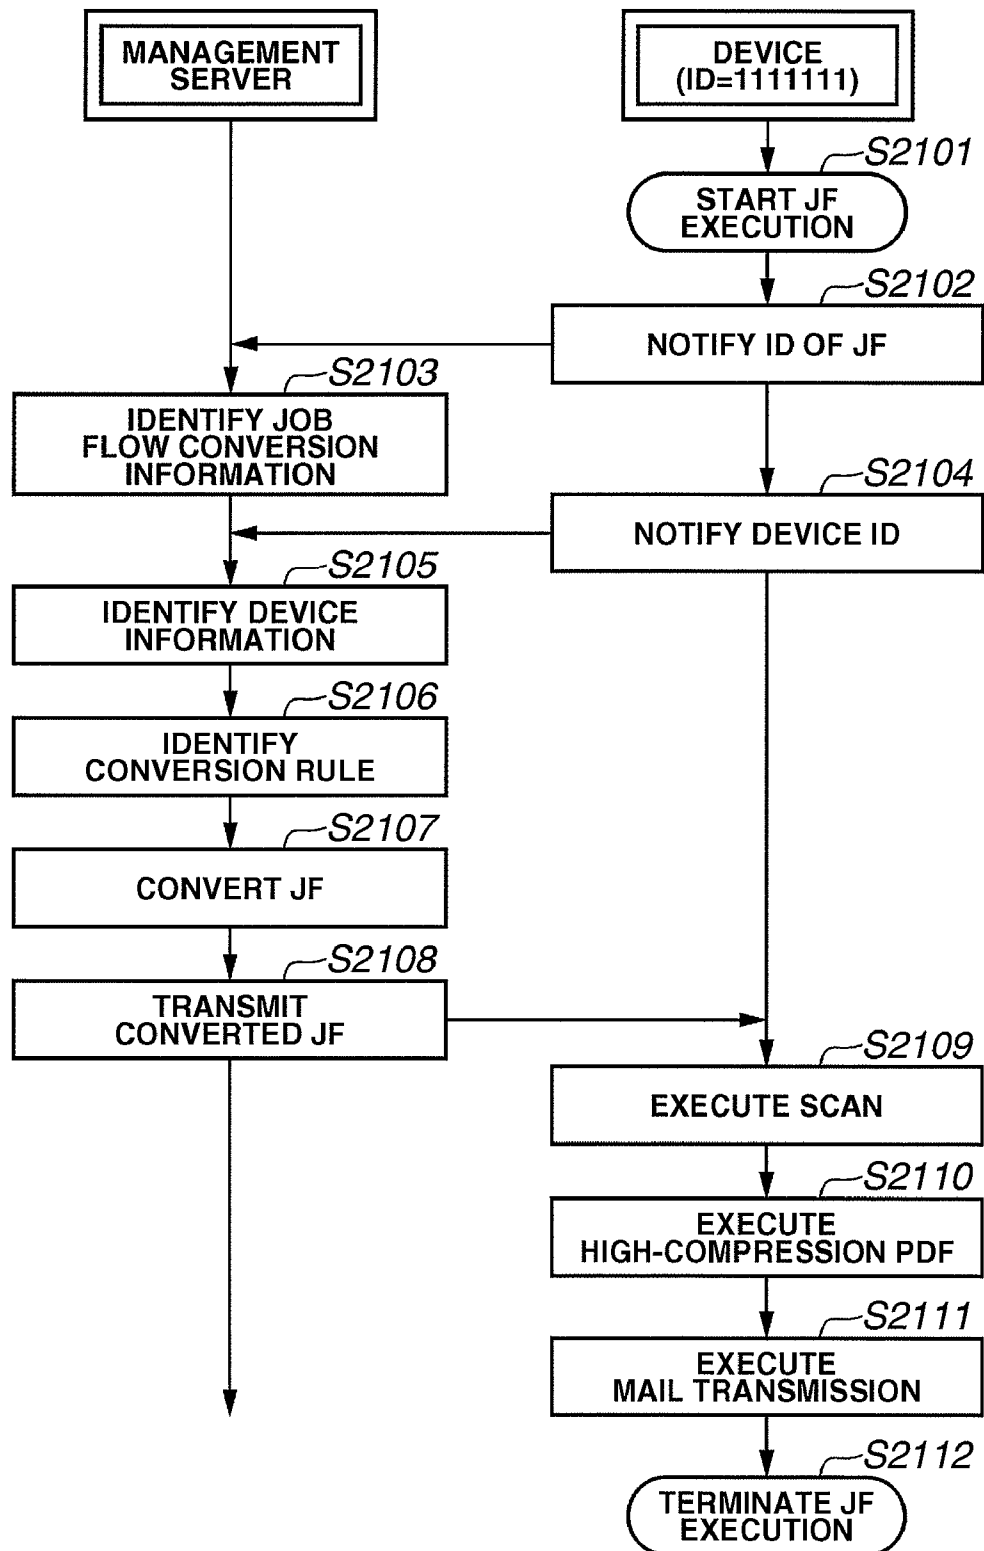 MANAGEMENT
SERVER
DEVICE
(ID=1111111)
S2101
START JF
EXECUTION
S2102
NOTIFY ID OF JF
S2103
IDENTIFY JOB
FLOW CONVERSION
INFORMATION
S2104
NOTIFY DEVICE ID
S2105
IDENTIFY DEVICE
INFORMATION
S2106
IDENTIFY
CONVERSION RULE
S2107
CONVERT JF
S2108
TRANSMIT
CONVERTED JF
S2109
EXECUTE SCAN
S2110
EXECUTE
HIGH-COMPRESSION PDF
S2111
EXECUTE
MAIL TRANSMISSION
S2112
TERMINATE JF
EXECUTION